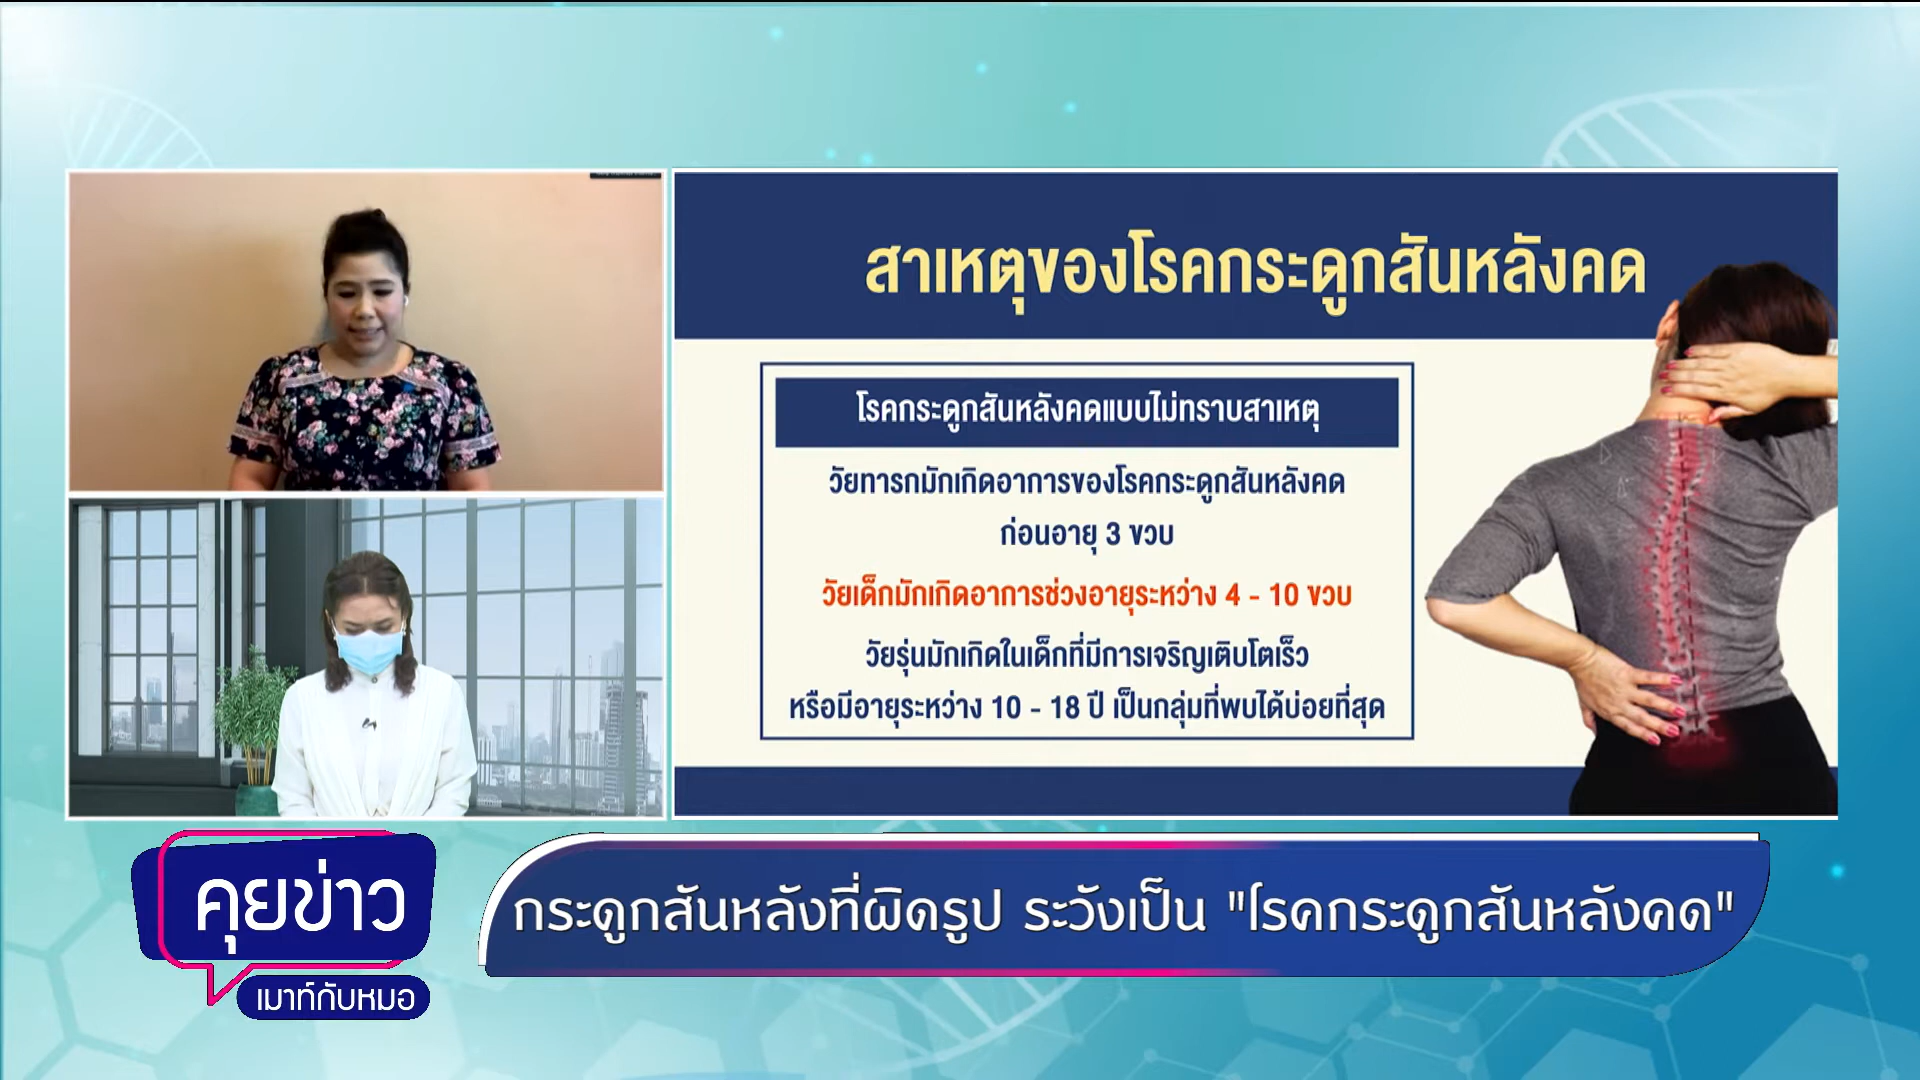 สาเหตุของโรคกระดูกสันหลังคด
โรคกระดูกสันหลังคดแบบไม่ทราบสาเหตุ
วัยทารกมักเกิดอาการของโรคกระดูกสันหลังคด
ก่อนอายุ 3 ขวบ
วัยเด็กมักเกิดอาการช่วงอายุระหว่าง 4 - 10 ขวบ
วัยรุ่นมักเกิดในเด็กที่มีการเจริญเติบโตเร็ว
หรือมีอายุระหว่าง 10 - 18 ปี เป็นกลุ่มที่พบได้บ่อยที่สุด
คุยข่าว
เมาท์กับหมอ
กระดูกสันหลังที่ผิดรูป ระวังเป็น "โรคกระดูกสันหลังคด"